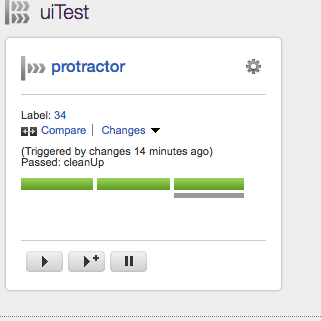 uiTest
protractor
Label: 34
Compare | Changes
(Triggered by changes 14 minutes ago)
Passed: cleanUp